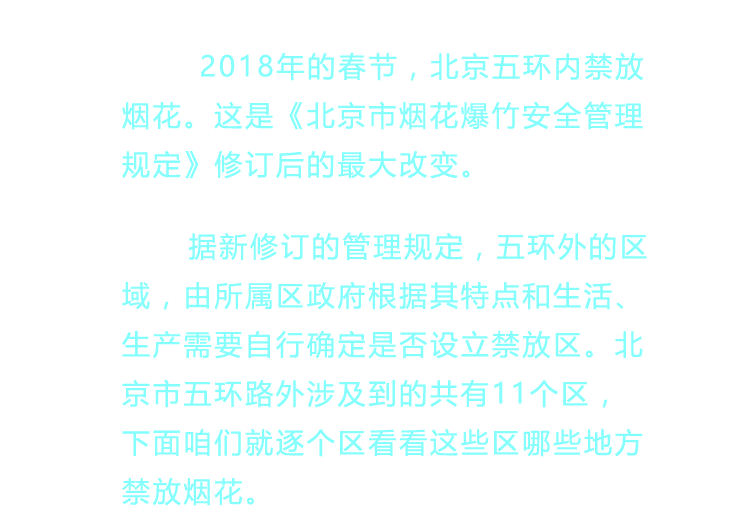 2018年的春节，北京五环内禁放
烟花。这是《北京市烟花爆竹安全管理
规定》修订后的最大改变。
据新修订的管理规定，五环外的区
域，由所属区政府根据其特点和生活、
生产需要自行确定是否设立禁放区。北
京市五环路外涉及到的共有11个区，
下面咱们就逐个区看看这些区哪些地方
禁放烟花。